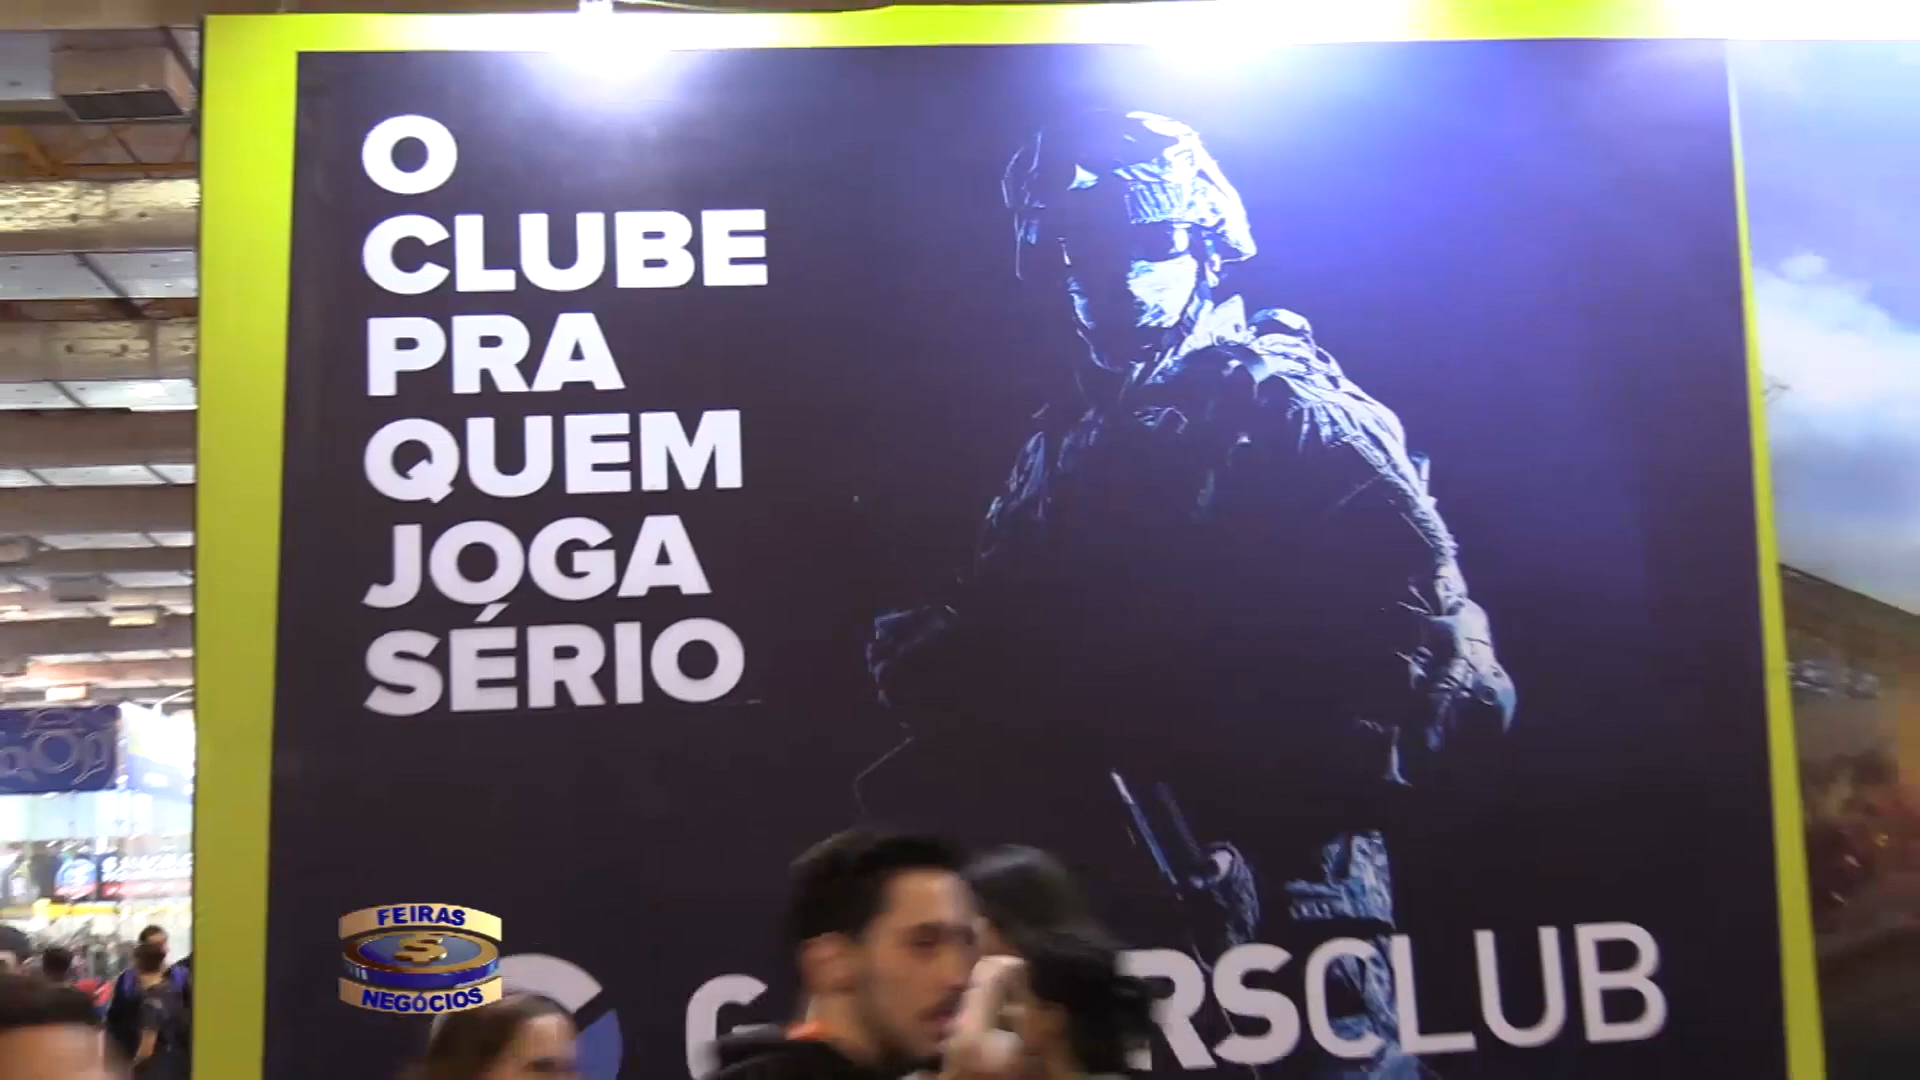 O
CLUBE
PRA
QUEM
JOGA
SÉRIO
FEIRAS
NEGÓCIOS
RSCLUB